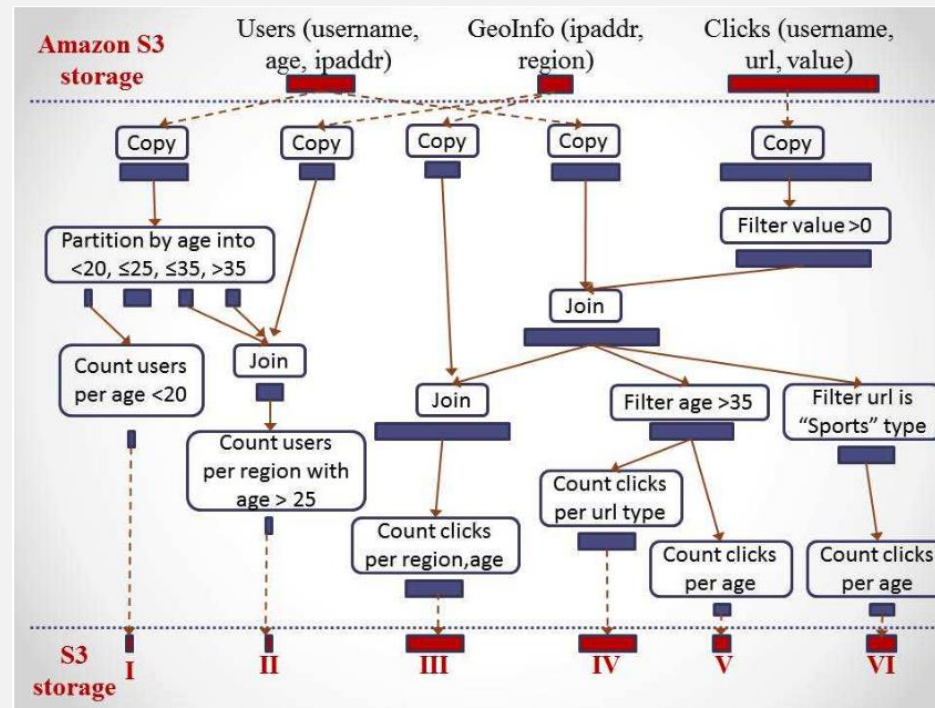 Amazon S3
storage
Users (username,
age, ipaddr)
GeoInfo (ipaddr,
region)
Clicks (username,
url, value)
Copy
Copy
Copy
Copy
Copy
Partition by age into
<20, ≤25, ≤35, >35
Filter value >0
Join
Count users
per age <20
Join
Join
Filter age >35
Filter url is
“Sports” type
Count users
per region with
age > 25
Count clicks
per url type
Count clicks
per region,age
Count clicks
per age
Count clicks
per age
S3
storage
I
II
III
IV
V
VI